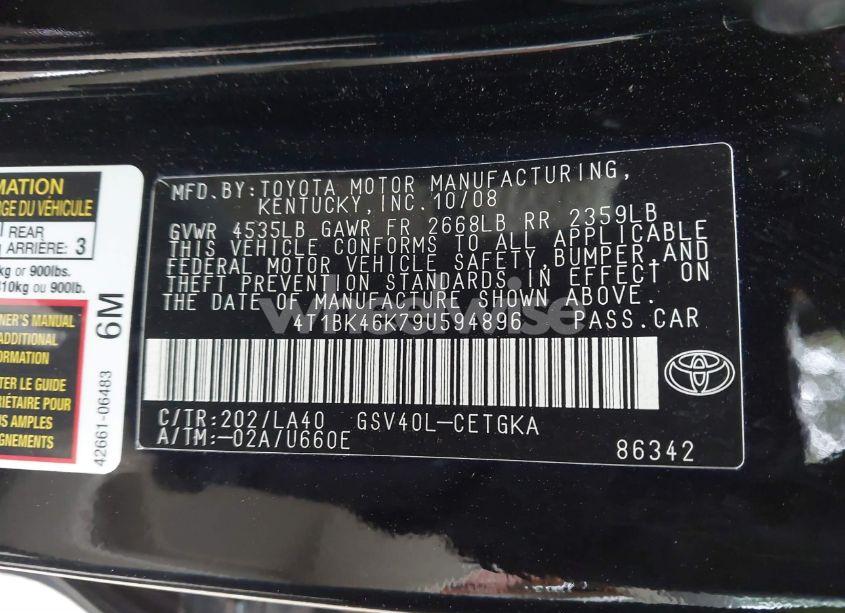 MATION
RGE DU VÉHICULE
REAR
ARRIÈRE: 3
kg or 900lbs.
10kg ou 900lb.
NER'S MANUAL
ADDITIONAL
ORMATION
TER LE GUIDE
RIÉTAIRE POUR
US AMPLES
GNEMENTS
6M
42661-06483
MFD.BY:TOYOTA MOTOR MANUFACTURING,
KENTUCKY,INC.10/08
GVWR 4535LB GAWR FR 2668LB RR 2359LB
THIS VEHICLE CONFORMS TO ALL APPLICABLE
FEDERAL MOTOR VEHICLE SAFETY,BUMPER,AND
THEFT PREVENTION STANDARDS IN EFFECT ON
THE DATE OF MANUFACTURE SHOWN ABOVE.
4T1BK46K79U594896 PASS.CAR
C/TR:202/LA40 GSV40L-CETGKA
A/TM:-02A/U660E
86342
wheelwise